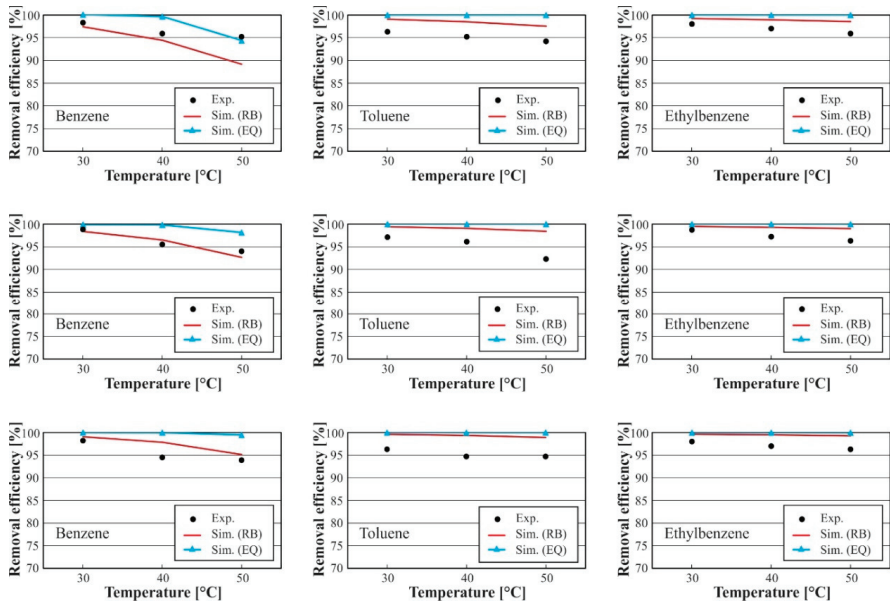 Removal efficiency [%]
100
95
90
85
80
75
70
Benzene
Exp.
Sim. (RB)
Sim. (EQ)
30 40 50
Temperature [°C]
Removal efficiency [%]
100
95
90
85
80
75
70
Toluene
Exp.
Sim. (RB)
Sim. (EQ)
30 40 50
Temperature [°C]
Removal efficiency [%]
100
95
90
85
80
75
70
Ethylbenzene
Exp.
Sim. (RB)
Sim. (EQ)
30 40 50
Temperature [°C]
Removal efficiency [%]
100
95
90
85
80
75
70
Benzene
Exp.
Sim. (RB)
Sim. (EQ)
30 40 50
Temperature [°C]
Removal efficiency [%]
100
95
90
85
80
75
70
Toluene
Exp.
Sim. (RB)
Sim. (EQ)
30 40 50
Temperature [°C]
Removal efficiency [%]
100
95
90
85
80
75
70
Ethylbenzene
Exp.
Sim. (RB)
Sim. (EQ)
30 40 50
Temperature [°C]
Removal efficiency [%]
100
95
90
85
80
75
70
Benzene
Exp.
Sim. (RB)
Sim. (EQ)
30 40 50
Temperature [°C]
Removal efficiency [%]
100
95
90
85
80
75
70
Toluene
Exp.
Sim. (RB)
Sim. (EQ)
30 40 50
Temperature [°C]
Removal efficiency [%]
100
95
90
85
80
75
70
Ethylbenzene
Exp.
Sim. (RB)
Sim. (EQ)
30 40 50
Temperature [°C]